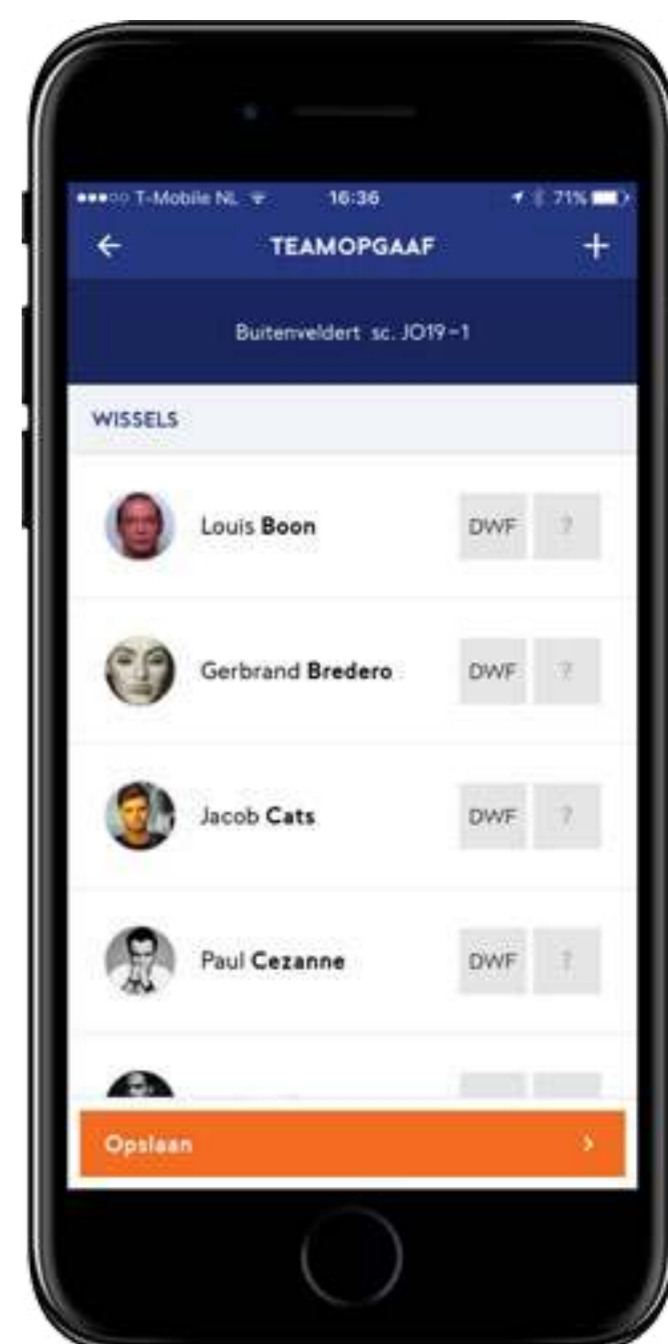 T-Mobile NL 16:36 71%
TEAMOPGAAF
Buitenveldert sc. JO19-1
WISSELS
Louis Boon DWF ?
Gerbrand Bredero DWF ?
Jacob Cats DWF ?
Paul Cezanne DWF ?
Opslaan